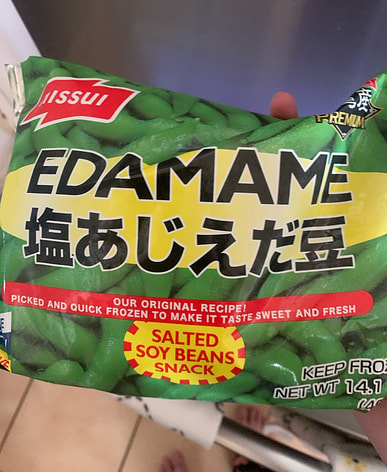 NISSUI
PREMIUM
EDAMAME
塩あじえだ豆
OUR ORIGINAL RECIPE!
PICKED AND QUICK FROZEN TO MAKE IT TASTE SWEET AND FRESH
SALTED
SOY BEANS
SNACK
KEEP FRO
NET WT 14.1